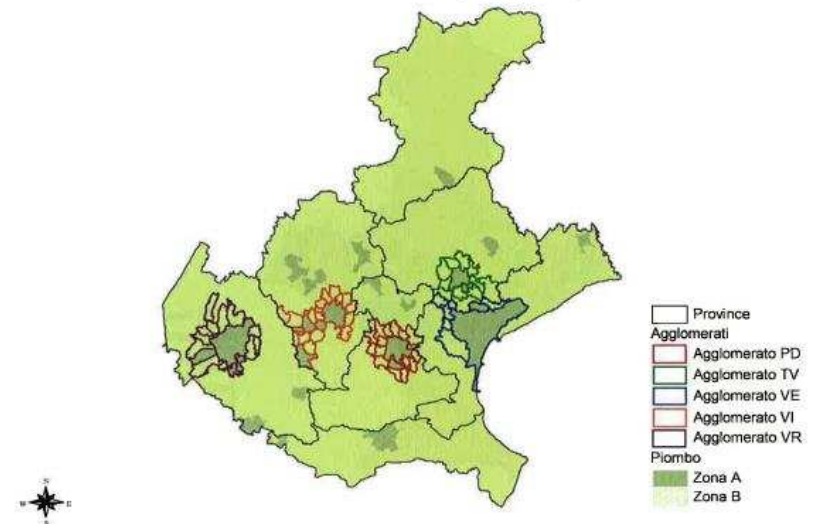 Province
Agglomerati
Agglomerato PD
Agglomerato TV
Agglomerato VE
Agglomerato VI
Agglomerato VR
Piombo
Zona A
Zona B
N
W E
S